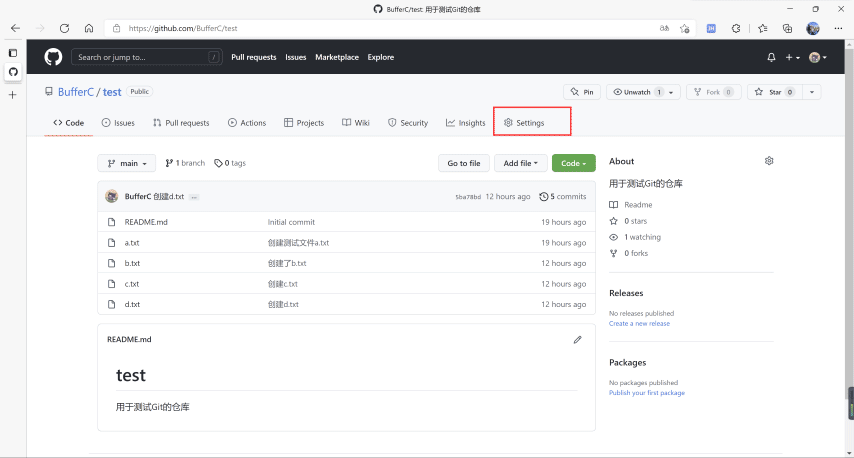 BufferC/test: 用于测试Git的仓库
https://github.com/BufferC/test
Search or jump to... /
Pull requests Issues Marketplace Explore
BufferC / test Public
Pin Unwatch 1 Fork 0 Star 0
Code Issues Pull requests Actions Projects Wiki Security Insights Settings
main 1 branch 0 tags Go to file Add file Code
BufferC 创建d.txt ... 5ba78bd 12 hours ago 5 commits
README.md Initial commit 19 hours ago
a.txt 创建测试文件a.txt 19 hours ago
b.txt 创建了b.txt 12 hours ago
c.txt 创建c.txt 12 hours ago
d.txt 创建d.txt 12 hours ago
README.md
test
用于测试Git的仓库
About
用于测试Git的仓库
Readme
0 stars
1 watching
0 forks
Releases
No releases published
Create a new release
Packages
No packages published
Publish your first package